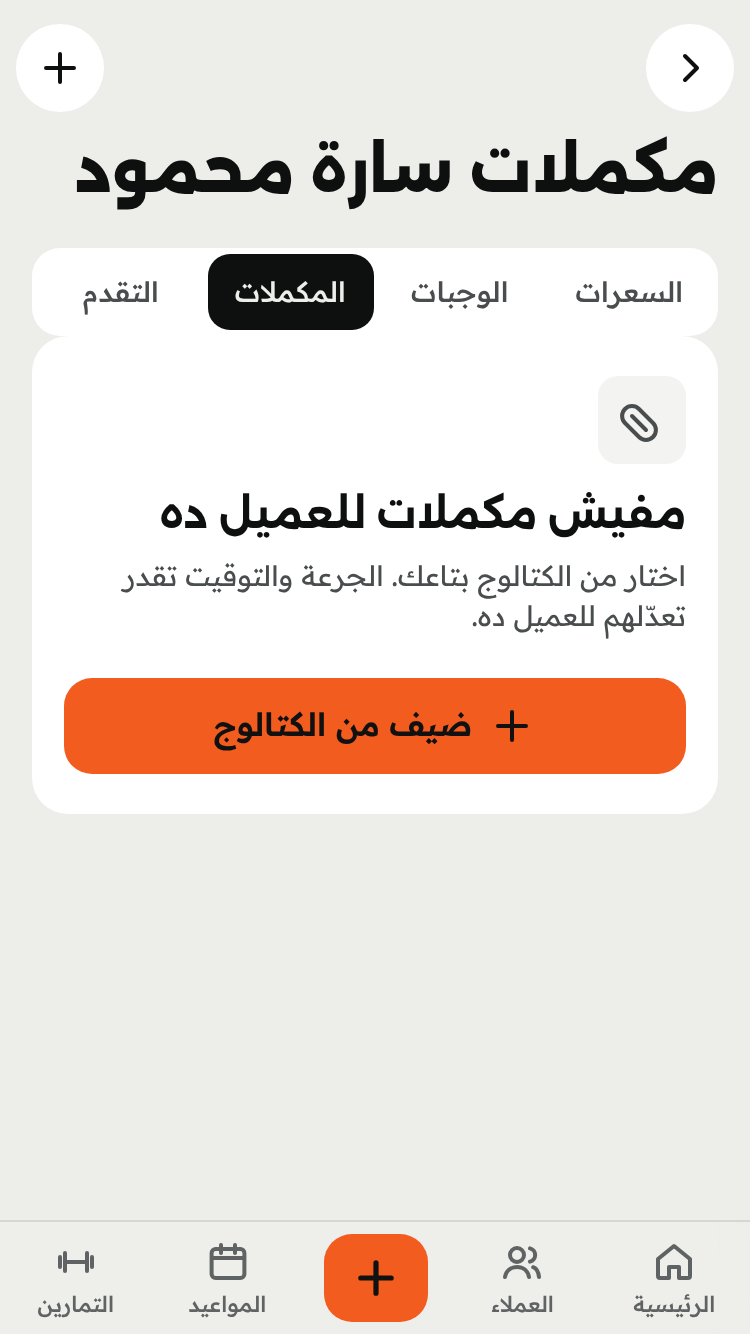 مكملات سارة محمود
السعرات
الوجبات
المكملات
التقدم
مفيش مكملات للعميل ده
اختار من الكتالوج بتاعك. الجرعة والتوقيت تقدر
تعدّلهم للعميل ده.
ضيف من الكتالوج
الرئيسية
العملاء
المواعيد
التمارين